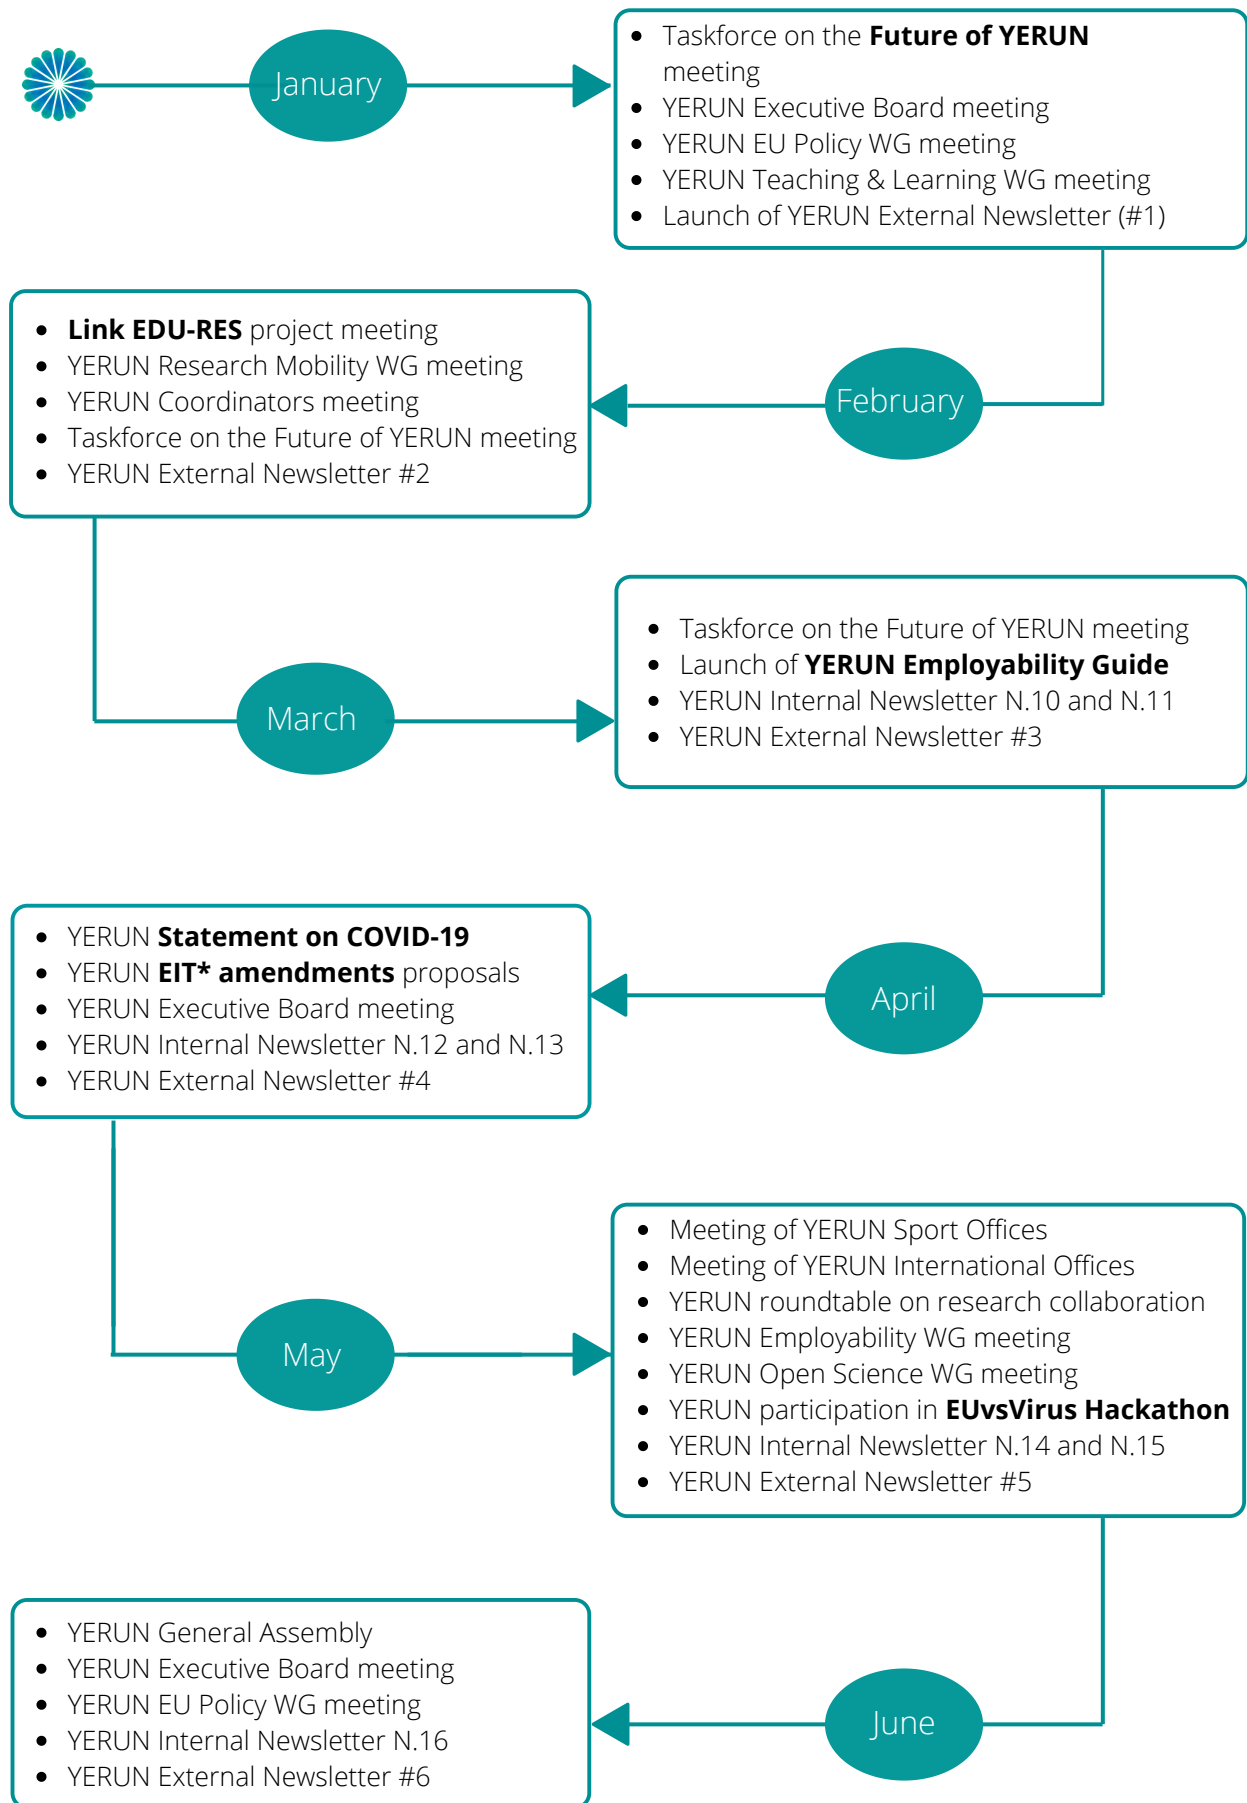 January
• Taskforce on the Future of YERUN
meeting
• YERUN Executive Board meeting
• YERUN EU Policy WG meeting
• YERUN Teaching & Learning WG meeting
• Launch of YERUN External Newsletter (#1)
February
• Link EDU-RES project meeting
• YERUN Research Mobility WG meeting
• YERUN Coordinators meeting
• Taskforce on the Future of YERUN meeting
• YERUN External Newsletter #2
March
• Taskforce on the Future of YERUN meeting
• Launch of YERUN Employability Guide
• YERUN Internal Newsletter N.10 and N.11
• YERUN External Newsletter #3
April
• YERUN Statement on COVID-19
• YERUN EIT* amendments proposals
• YERUN Executive Board meeting
• YERUN Internal Newsletter N.12 and N.13
• YERUN External Newsletter #4
May
• Meeting of YERUN Sport Offices
• Meeting of YERUN International Offices
• YERUN roundtable on research collaboration
• YERUN Employability WG meeting
• YERUN Open Science WG meeting
• YERUN participation in EUvsVirus Hackathon
• YERUN Internal Newsletter N.14 and N.15
• YERUN External Newsletter #5
June
• YERUN General Assembly
• YERUN Executive Board meeting
• YERUN EU Policy WG meeting
• YERUN Internal Newsletter N.16
• YERUN External Newsletter #6